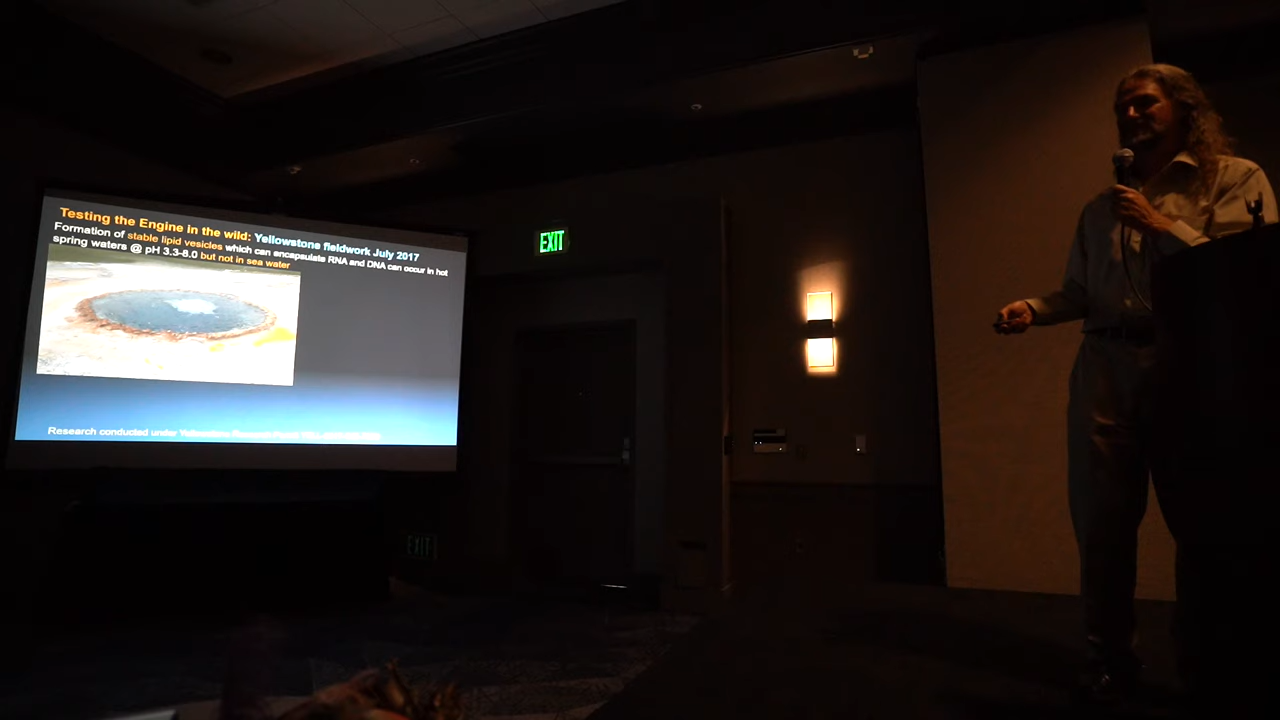 Testing the Engine in the wild: Yellowstone fieldwork July 2017
Formation of stable lipid vesicles which can encapsulate RNA and DNA can occur in hot
spring waters @ pH 3.3-8.0 but not in sea water
Research conducted under Yellowstone
EXIT
EXIT